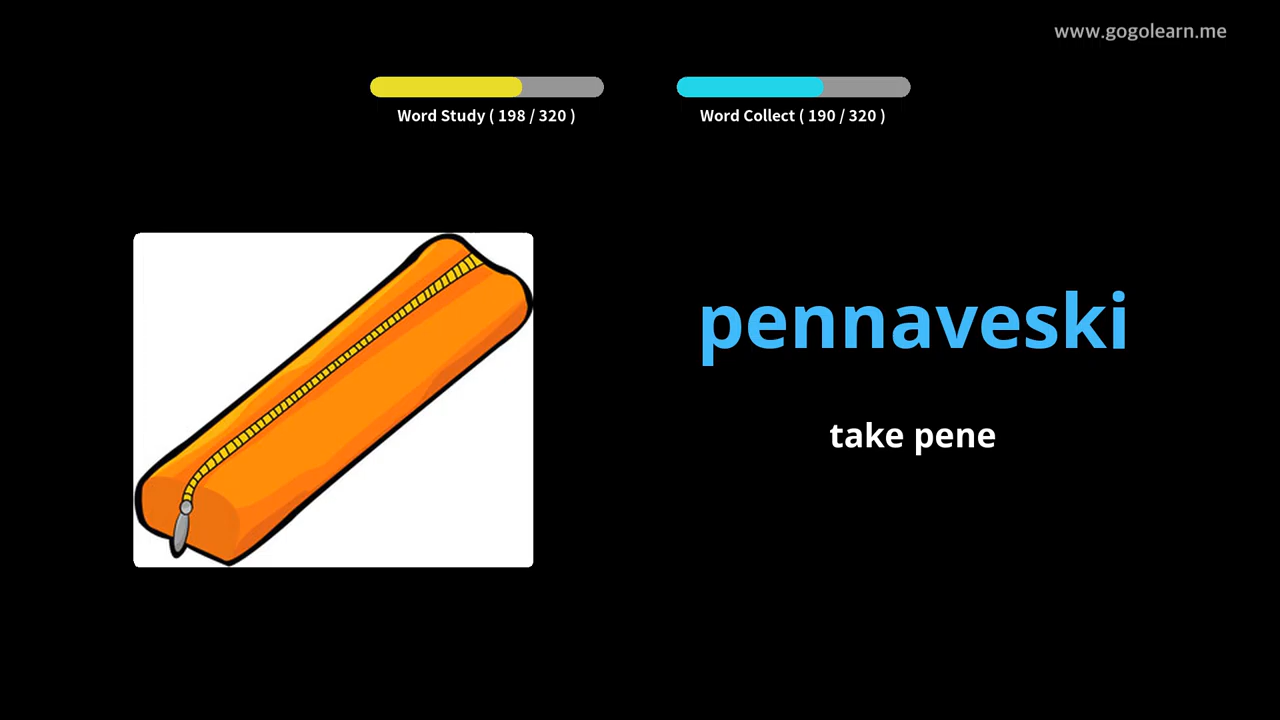 www.gogolearn.me
Word Study ( 198 / 320 )
Word Collect ( 190 / 320 )
pennaveski
take pene